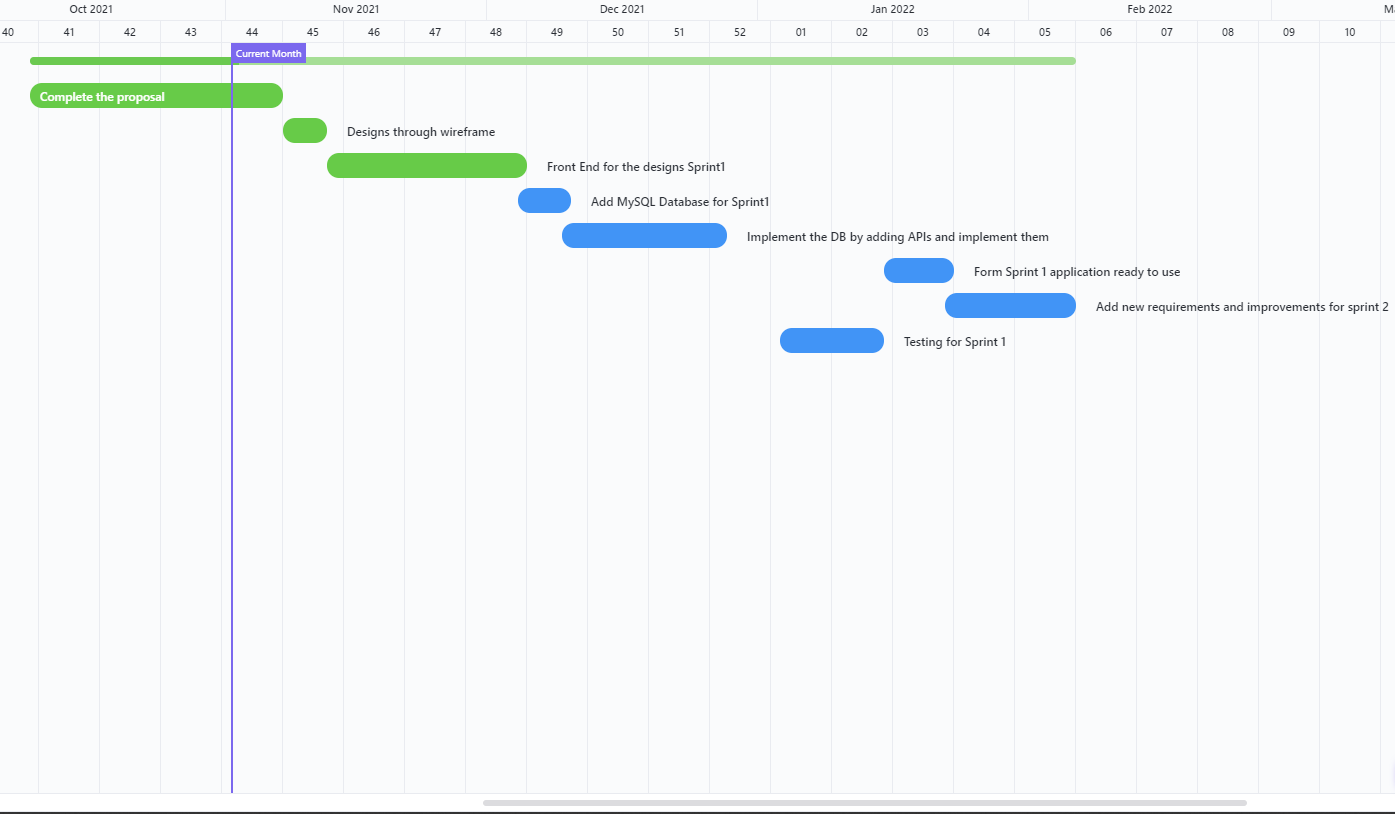 Oct 2021 Nov 2021 Dec 2021 Jan 2022 Feb 2022
40 41 42 43 44 45 46 47 48 49 50 51 52 01 02 03 04 05 06 07 08 09 10
Current Month
Complete the proposal
Designs through wireframe
Front End for the designs Sprint1
Add MySQL Database for Sprint1
Implement the DB by adding APIs and implement them
Form Sprint 1 application ready to use
Add new requirements and improvements for sprint 2
Testing for Sprint 1